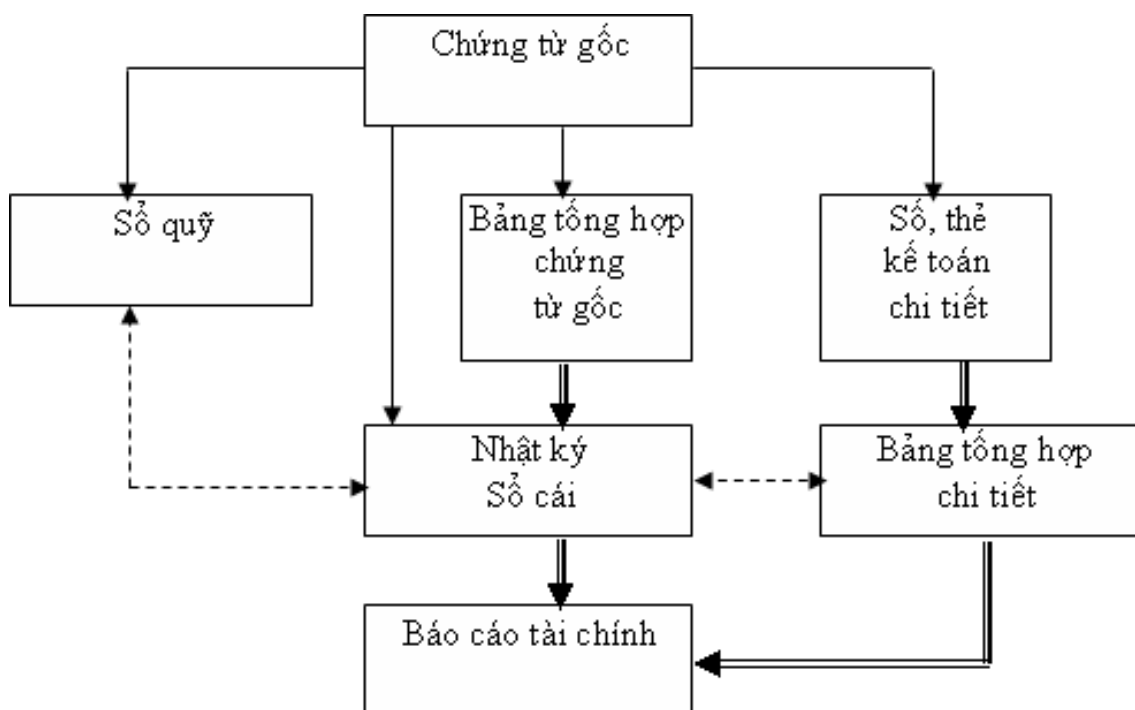 Chứng từ gốc
Sổ quỹ
Bảng tổng hợp
chứng
từ gốc
Số, thẻ
kế toán
chi tiết
Nhật ký
Sổ cái
Bảng tổng hợp
chi tiết
Báo cáo tài chính